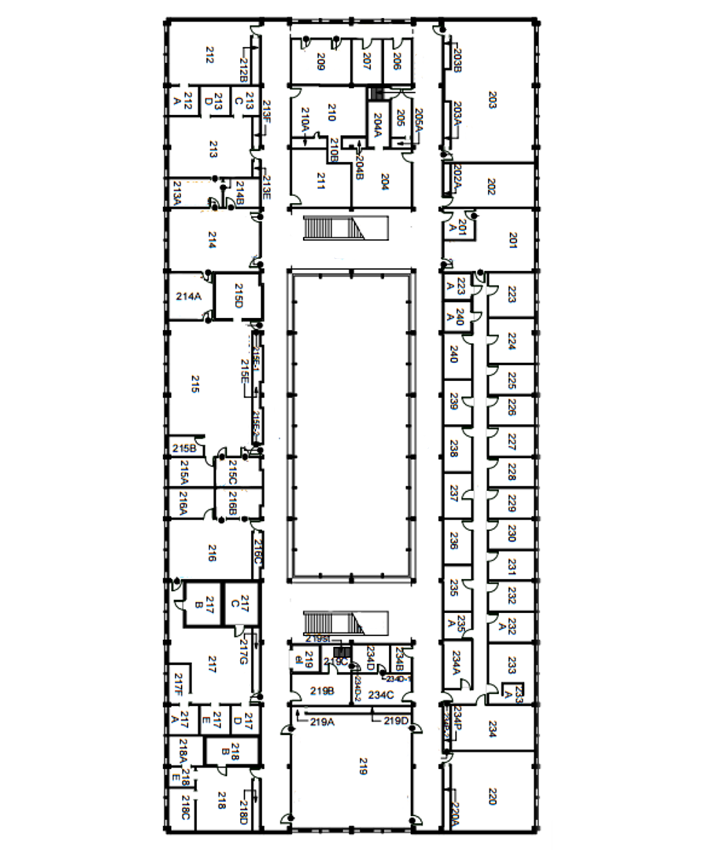 212
212B
212
A
213
D
213
C
213F
213
213E
213A
214B
214
214A
215D
215
215E
215E-1
215E-2
215B
215A
215C
216A
216B
216
216C
217
B
217
C
217
217G
217F
217
A
217
E
217
D
218A
218
B
218
E
218C
218
218D
209
207
206
210
210A
210B
204A
205
205A
204B
211
204
219st
219
el
219C
234D
234B
234D-1
234D-2
219B
234C
219A
219D
219
203B
203
203A
202A
202
201
A
201
223
A
223
240
A
224
240
225
239
226
238
227
228
237
229
236
230
231
235
232
235
A
232
A
234A
233
233
A
234P
234
220
220A